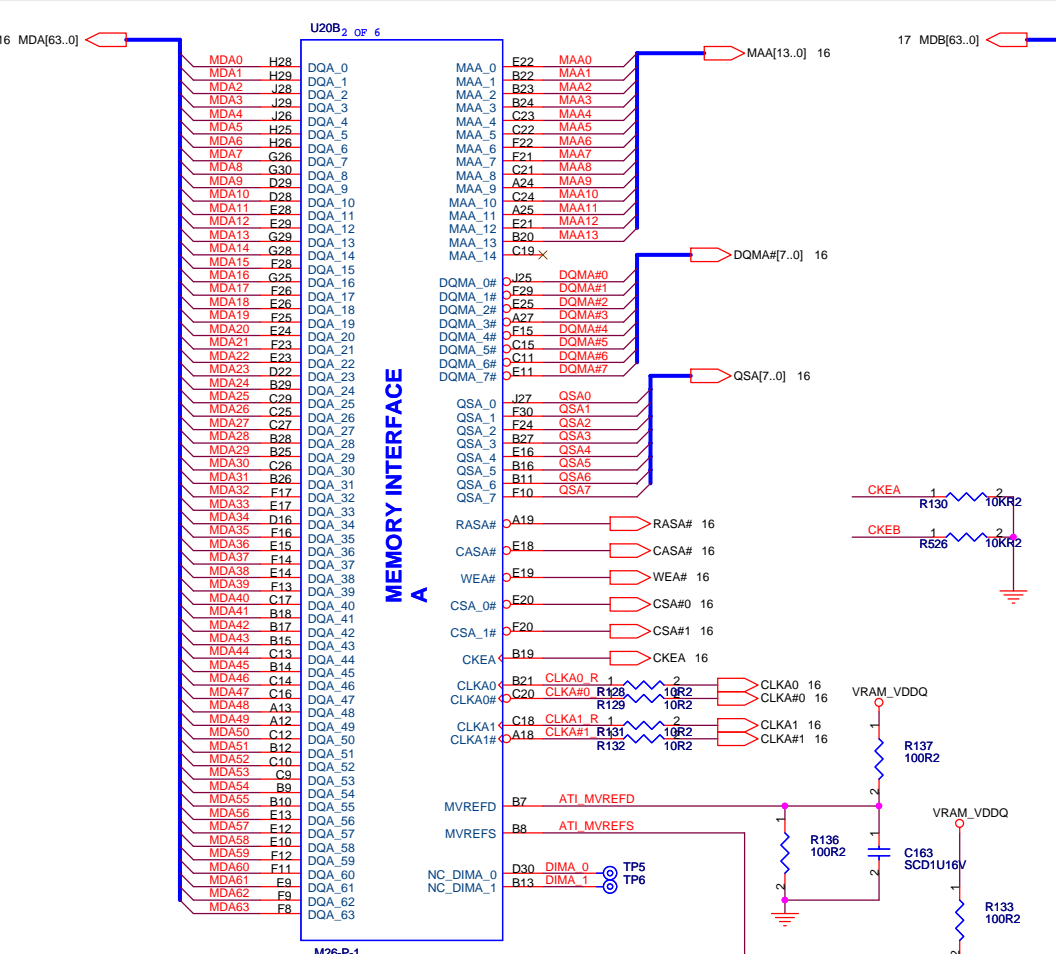 U20B 2 OF 6
16 MDA[63..0]
MDA0 H28 DQA_0
MDA1 H29 DQA_1
MDA2 J28 DQA_2
MDA3 J29 DQA_3
MDA4 J26 DQA_4
MDA5 H25 DQA_5
MDA6 H26 DQA_6
MDA7 G26 DQA_7
MDA8 G30 DQA_8
MDA9 D29 DQA_9
MDA10 D28 DQA_10
MDA11 E28 DQA_11
MDA12 E29 DQA_12
MDA13 G29 DQA_13
MDA14 G28 DQA_14
MDA15 F28 DQA_15
MDA16 G25 DQA_16
MDA17 F26 DQA_17
MDA18 E26 DQA_18
MDA19 F25 DQA_19
MDA20 E24 DQA_20
MDA21 F23 DQA_21
MDA22 E23 DQA_22
MDA23 D22 DQA_23
MDA24 B29 DQA_24
MDA25 C29 DQA_25
MDA26 C25 DQA_26
MDA27 C27 DQA_27
MDA28 B28 DQA_28
MDA29 B25 DQA_29
MDA30 C26 DQA_30
MDA31 B26 DQA_31
MDA32 F17 DQA_32
MDA33 E17 DQA_33
MDA34 D16 DQA_34
MDA35 F16 DQA_35
MDA36 E15 DQA_36
MDA37 F14 DQA_37
MDA38 E14 DQA_38
MDA39 F13 DQA_39
MDA40 C17 DQA_40
MDA41 B18 DQA_41
MDA42 B17 DQA_42
MDA43 B15 DQA_43
MDA44 C13 DQA_44
MDA45 B14 DQA_45
MDA46 C14 DQA_46
MDA47 C16 DQA_47
MDA48 A13 DQA_48
MDA49 A12 DQA_49
MDA50 C12 DQA_50
MDA51 B12 DQA_51
MDA52 C10 DQA_52
MDA53 C9 DQA_53
MDA54 B9 DQA_54
MDA55 B10 DQA_55
MDA56 E13 DQA_56
MDA57 E12 DQA_57
MDA58 E10 DQA_58
MDA59 F12 DQA_59
MDA60 F11 DQA_60
MDA61 E9 DQA_61
MDA62 F9 DQA_62
MDA63 F8 DQA_63
MEMORY INTERFACE
A
MAA_0 E22 MAA0
MAA_1 B22 MAA1
MAA_2 B23 MAA2
MAA_3 B24 MAA3
MAA_4 C23 MAA4
MAA_5 C22 MAA5
MAA_6 F22 MAA6
MAA_7 F21 MAA7
MAA_8 C21 MAA8
MAA_9 A24 MAA9
MAA_10 C24 MAA10
MAA_11 A25 MAA11
MAA_12 E21 MAA12
MAA_13 B20 MAA13
MAA_14 C19
MAA[13..0] 16
DQMA_0# J25 DQMA#0
DQMA_1# F29 DQMA#1
DQMA_2# E25 DQMA#2
DQMA_3# A27 DQMA#3
DQMA_4# F15 DQMA#4
DQMA_5# C15 DQMA#5
DQMA_6# C11 DQMA#6
DQMA_7# E11 DQMA#7
DQMA#[7..0] 16
QSA_0 J27 QSA0
QSA_1 F30 QSA1
QSA_2 F24 QSA2
QSA_3 B27 QSA3
QSA_4 E16 QSA4
QSA_5 B16 QSA5
QSA_6 B11 QSA6
QSA_7 F10 QSA7
QSA[7..0] 16
RASA# A19 RASA# 16
CASA# E18 CASA# 16
WEA# E19 WEA# 16
CSA_0# E20 CSA#0 16
CSA_1# F20 CSA#1 16
CKEA B19 CKEA 16
CLKA0 B21 CLKA0_R 1 R128 2 10R2 CLKA0 16
CLKA0# C20 CLKA#0_R 1 R129 2 10R2 CLKA#0 16
CLKA1 C18 CLKA1_R 1 R131 2 10R2 CLKA1 16
CLKA1# A18 CLKA#1_R 1 R132 2 10R2 CLKA#1 16
MVREFD B7 ATI_MVREFD
MVREFS B8 ATI_MVREFS
NC_DIMA_0 D30 DIMA_0 TP5
NC_DIMA_1 B13 DIMA_1 TP6
M26-P-1
17 MDB[63..0]
CKEA 1 R130 2 10KR2
CKEB 1 R526 2 10KR2
VRAM_VDDQ
1
R137
100R2
2
1
R136
100R2
2
1
C163
SCD1U16V
2
VRAM_VDDQ
1
R133
100R2
2